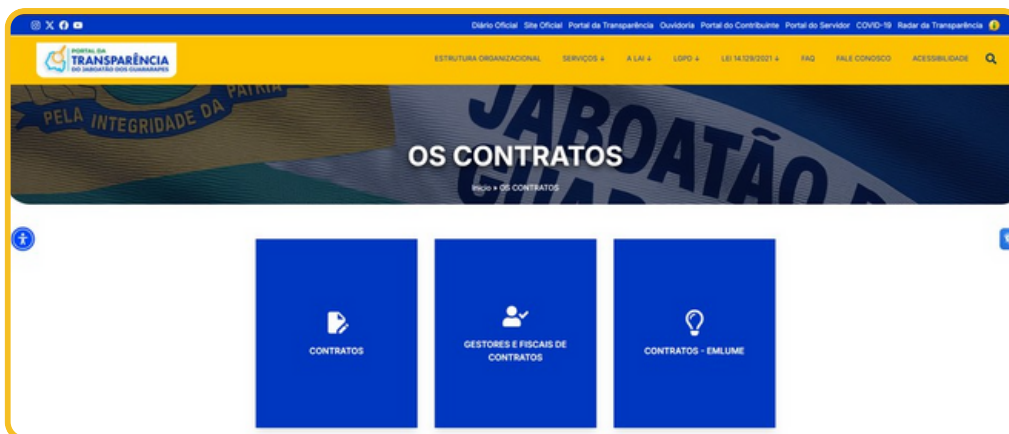 Diário Oficial Site Oficial Portal da Transparência Ouvidoria Portal do Contribuinte Portal do Servidor COVID-19 Radar da Transparência
PORTAL DA
TRANSPARÊNCIA
DO JABOATÃO DOS GUARARAPES
ESTRUTURA ORGANIZACIONAL SERVIÇOS ↓ A LAI ↓ LGPD ↓ LEI 14.129/2021 ↓ FAQ FALE CONOSCO ACESSIBILIDADE
PELA INTEGRIDADE DA PATRIA
JABOATÃO D
GUARA
OS CONTRATOS
Início » OS CONTRATOS
CONTRATOS
GESTORES E FISCAIS DE
CONTRATOS
CONTRATOS - EMLUME